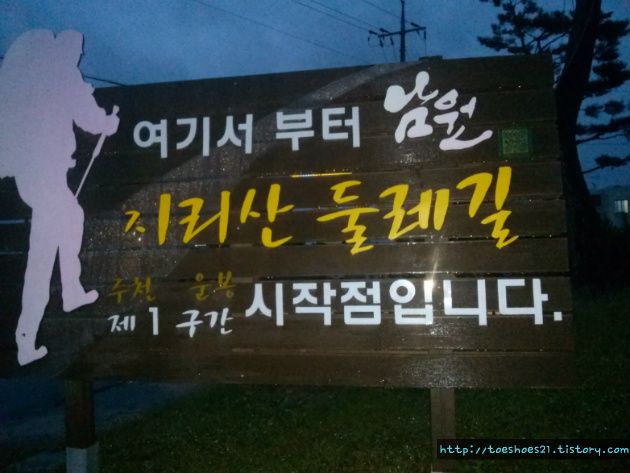 여기서 부터 남원
지리산 둘레길
주천 운봉
제1구간 시작점입니다.
http://toeshoes21.tistory.com